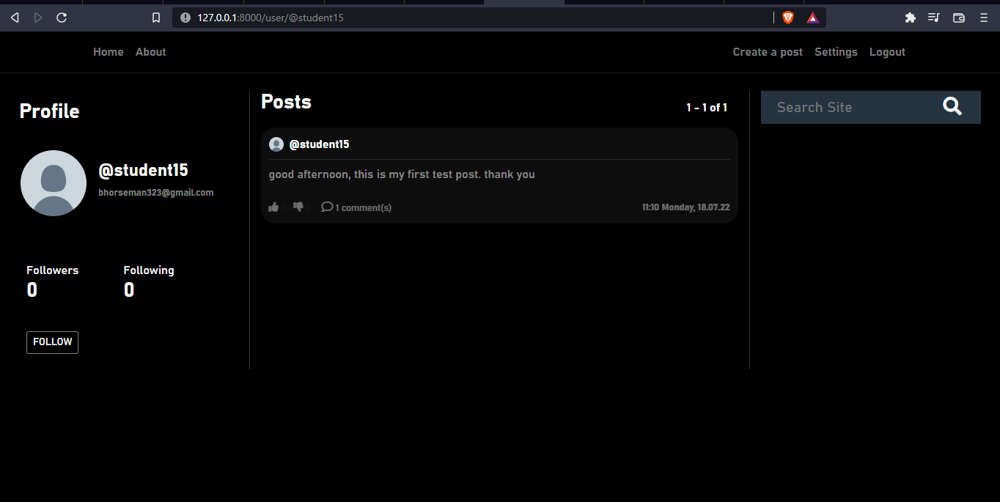 127.0.0.1:8000/user/@student15
Home About Create a post Settings Logout
Profile
@student15
bhorseman323@gmail.com
Followers Following
0 0
FOLLOW
Posts
1 - 1 of 1
@student15
good afternoon, this is my first test post. thank you
1 comment(s)
11:10 Monday, 18.07.22
Search Site